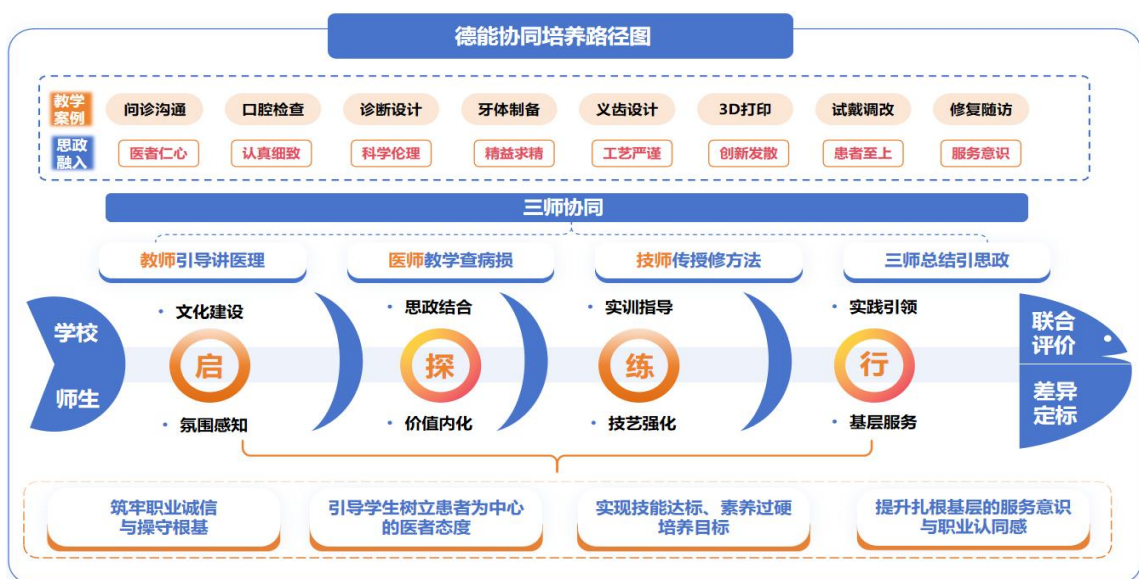 德能协同培养路径图
教学
案例
问诊沟通
口腔检查
诊断设计
牙体制备
义齿设计
3D打印
试戴调改
修复随访
思政
融入
医者仁心
认真细致
科学伦理
精益求精
工艺严谨
创新发散
患者至上
服务意识
三师协同
教师引导讲医理
医师教学查病损
技师传授修方法
三师总结引思政
学校
师生
• 文化建设
启
• 氛围感知
• 思政结合
探
• 价值内化
• 实训指导
练
• 技艺强化
• 实践引领
行
• 基层服务
联合
评价
差异
定标
筑牢职业诚信
与操守根基
引导学生树立患者为中心
的医者态度
实现技能达标、素养过硬
培养目标
提升扎根基层的服务意识
与职业认同感